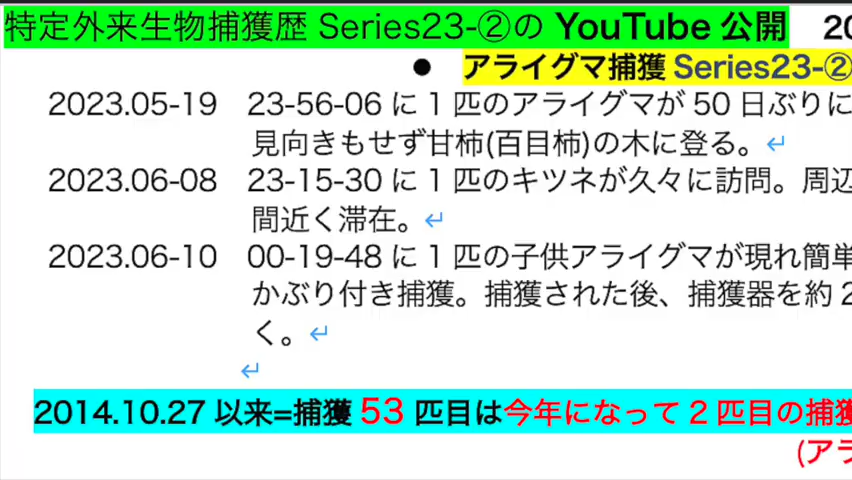 特定外来生物捕獲歴 Series23-②の YouTube 公開 20
● アライグマ捕獲 Series23-②
2023.05-19 23-56-06 に 1 匹のアライグマが 50 日ぶりに
見向きもせず甘柿(百目柿)の木に登る。↵
2023.06-08 23-15-30 に 1 匹のキツネが久々に訪問。周辺
間近く滞在。↵
2023.06-10 00-19-48 に 1 匹の子供アライグマが現れ簡単
かぶり付き捕獲。捕獲された後、捕獲器を約 2
く。↵
↵
2014.10.27 以来=捕獲 53 匹目は今年になって 2 匹目の捕獲
(アラ